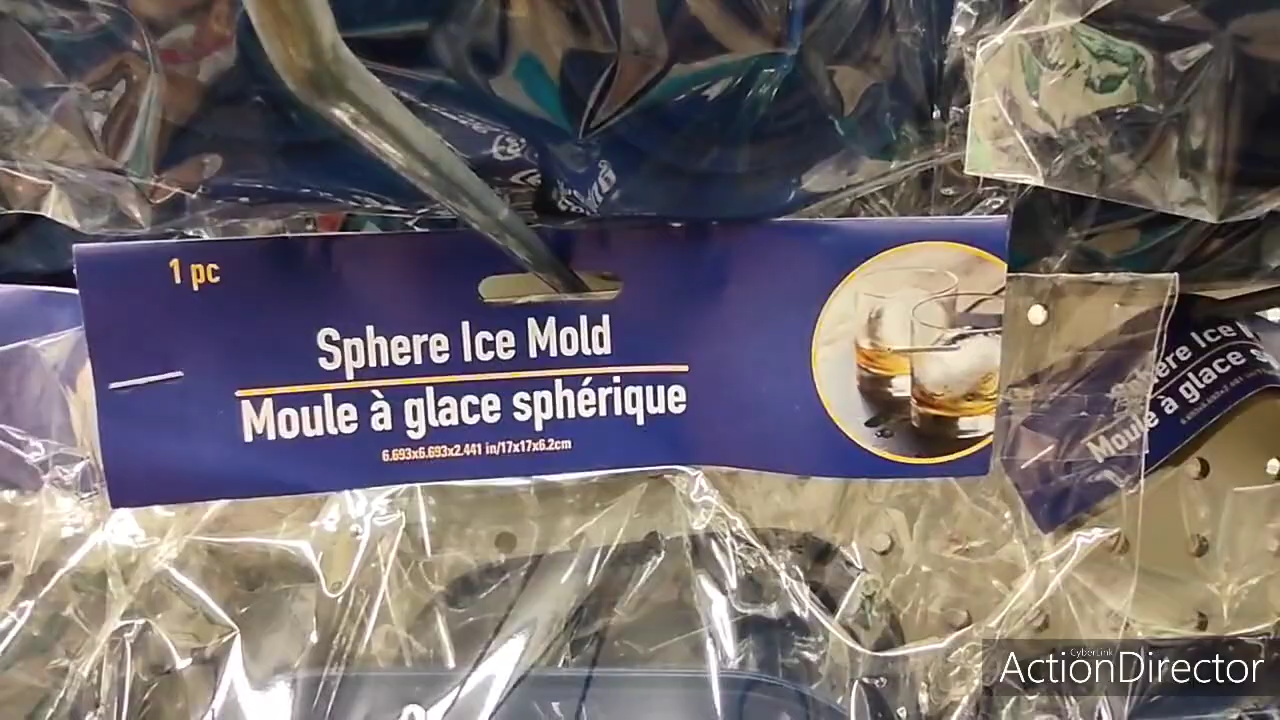 1 pc
Sphere Ice Mold
Moule à glace sphérique
6.693x6.693x2.441 in/17x17x6.2cm
Ice
Moule à glace
CyberLink
ActionDirector